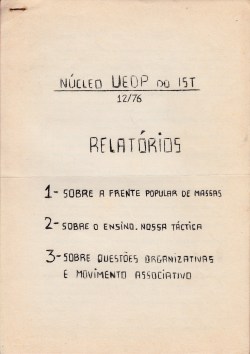 NÚCLEO UEDP DO IST
12/76
RELATÓRIOS
1- SOBRE A FRENTE POPULAR DE MASSAS
2- SOBRE O ENSINO. NOSSA TÁCTICA
3- SOBRE QUESTÕES ORGANIZATIVAS
E MOVIMENTO ASSOCIATIVO